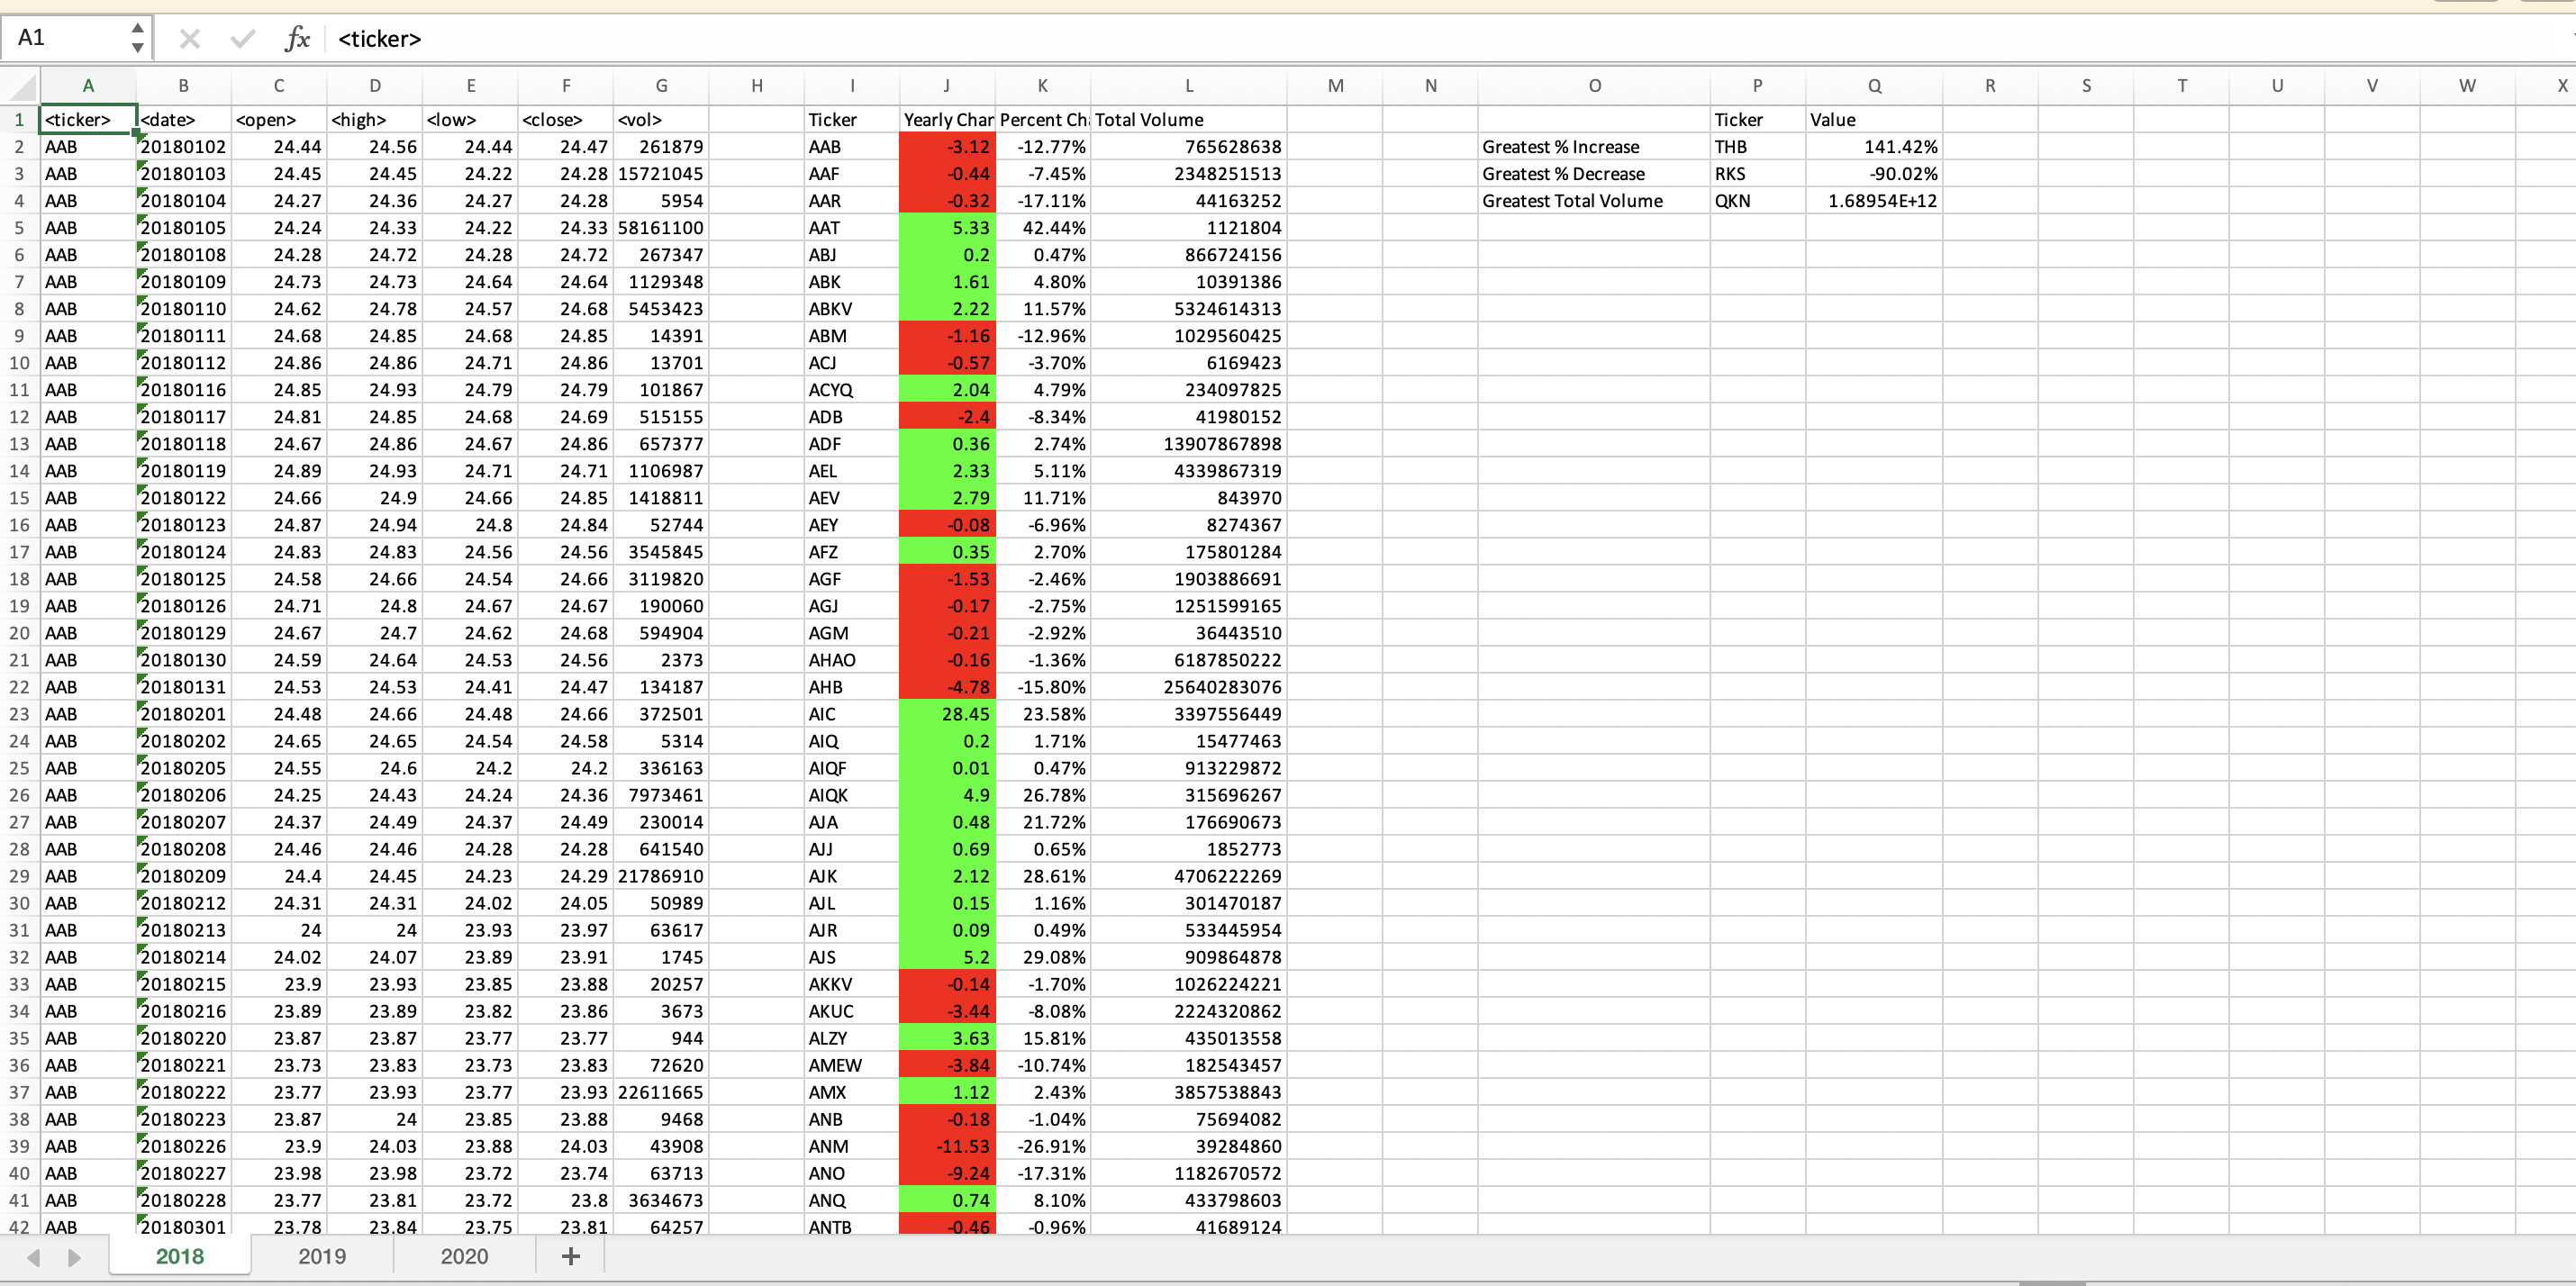 A1 fx <ticker>
A B C D E F G H I J K L M N O P Q R S T U V W X
1 <ticker> <date> <open> <high> <low> <close> <vol> Ticker Yearly Char Percent Ch Total Volume Ticker Value
2 AAB 20180102 24.44 24.56 24.44 24.47 261879 AAB -3.12 -12.77% 765628638 Greatest % Increase THB 141.42%
3 AAB 20180103 24.45 24.45 24.22 24.28 15721045 AAF -0.44 -7.45% 2348251513 Greatest % Decrease RKS -90.02%
4 AAB 20180104 24.27 24.36 24.27 24.28 5954 AAR -0.32 -17.11% 44163252 Greatest Total Volume QKN 1.68954E+12
5 AAB 20180105 24.24 24.33 24.22 24.33 58161100 AAT 5.33 42.44% 1121804
6 AAB 20180108 24.28 24.72 24.28 24.72 267347 ABJ 0.2 0.47% 866724156
7 AAB 20180109 24.73 24.73 24.64 24.64 1129348 ABK 1.61 4.80% 10391386
8 AAB 20180110 24.62 24.78 24.57 24.68 5453423 ABKV 2.22 11.57% 5324614313
9 AAB 20180111 24.68 24.85 24.68 24.85 14391 ABM -1.16 -12.96% 1029560425
10 AAB 20180112 24.86 24.86 24.71 24.86 13701 ACJ -0.57 -3.70% 6169423
11 AAB 20180116 24.85 24.93 24.79 24.79 101867 ACYQ 2.04 4.79% 234097825
12 AAB 20180117 24.81 24.85 24.68 24.69 515155 ADB -2.4 -8.34% 41980152
13 AAB 20180118 24.67 24.86 24.67 24.86 657377 ADF 0.36 2.74% 13907867898
14 AAB 20180119 24.89 24.93 24.71 24.71 1106987 AEL 2.33 5.11% 4339867319
15 AAB 20180122 24.66 24.9 24.66 24.85 1418811 AEV 2.79 11.71% 843970
16 AAB 20180123 24.87 24.94 24.8 24.84 52744 AEY -0.08 -6.96% 8274367
17 AAB 20180124 24.83 24.83 24.56 24.56 3545845 AFZ 0.35 2.70% 175801284
18 AAB 20180125 24.58 24.66 24.54 24.66 3119820 AGF -1.53 -2.46% 1903886691
19 AAB 20180126 24.71 24.8 24.67 24.67 190060 AGJ -0.17 -2.75% 1251599165
20 AAB 20180129 24.67 24.7 24.62 24.68 594904 AGM -0.21 -2.92% 36443510
21 AAB 20180130 24.59 24.64 24.53 24.56 2373 AHAO -0.16 -1.36% 6187850222
22 AAB 20180131 24.53 24.53 24.41 24.47 134187 AHB -4.78 -15.80% 25640283076
23 AAB 20180201 24.48 24.66 24.48 24.66 372501 AIC 28.45 23.58% 3397556449
24 AAB 20180202 24.65 24.65 24.54 24.58 5314 AIQ 0.2 1.71% 15477463
25 AAB 20180205 24.55 24.6 24.2 24.2 336163 AIQF 0.01 0.47% 913229872
26 AAB 20180206 24.25 24.43 24.24 24.36 7973461 AIQK 4.9 26.78% 315696267
27 AAB 20180207 24.37 24.49 24.37 24.49 230014 AJA 0.48 21.72% 176690673
28 AAB 20180208 24.46 24.46 24.28 24.28 641540 AJJ 0.69 0.65% 1852773
29 AAB 20180209 24.4 24.45 24.23 24.29 21786910 AJK 2.12 28.61% 4706222269
30 AAB 20180212 24.31 24.31 24.02 24.05 50989 AJL 0.15 1.16% 301470187
31 AAB 20180213 24 24 23.93 23.97 63617 AJR 0.09 0.49% 533445954
32 AAB 20180214 24.02 24.07 23.89 23.91 1745 AJS 5.2 29.08% 909864878
33 AAB 20180215 23.9 23.93 23.85 23.88 20257 AKKV -0.14 -1.70% 1026224221
34 AAB 20180216 23.89 23.89 23.82 23.86 3673 AKUC -3.44 -8.08% 2224320862
35 AAB 20180220 23.87 23.87 23.77 23.77 944 ALZY 3.63 15.81% 435013558
36 AAB 20180221 23.73 23.83 23.73 23.83 72620 AMEW -3.84 -10.74% 182543457
37 AAB 20180222 23.77 23.93 23.77 23.93 22611665 AMX 1.12 2.43% 3857538843
38 AAB 20180223 23.87 24 23.85 23.88 9468 ANB -0.18 -1.04% 75694082
39 AAB 20180226 23.9 24.03 23.88 24.03 43908 ANM -11.53 -26.91% 39284860
40 AAB 20180227 23.98 23.98 23.72 23.74 63713 ANO -9.24 -17.31% 1182670572
41 AAB 20180228 23.77 23.81 23.72 23.8 3634673 ANQ 0.74 8.10% 433798603
42 AAB 20180301 23.78 23.84 23.75 23.81 64257 ANTB -0.46 -0.96% 41689124
2018 2019 2020 +